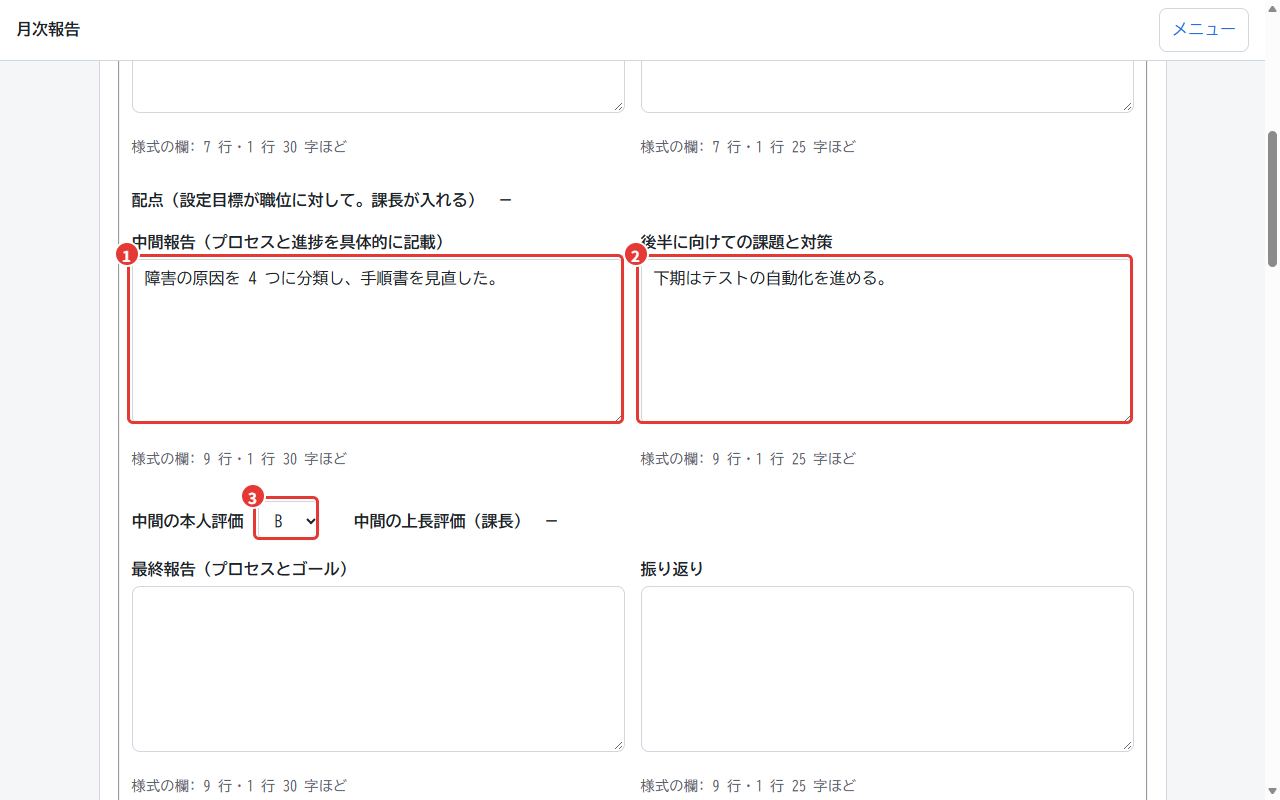 月次報告
メニュー
様式の欄: 7 行・1 行 30 字ほど
様式の欄: 7 行・1 行 25 字ほど
配点（設定目標が職位に対して。課長が入れる） －
中間報告（プロセスと進捗を具体的に記載）
後半に向けての課題と対策
1
2
障害の原因を 4 つに分類し、手順書を見直した。
下期はテストの自動化を進める。
様式の欄: 9 行・1 行 30 字ほど
様式の欄: 9 行・1 行 25 字ほど
3
中間の本人評価 B 中間の上長評価（課長） －
最終報告（プロセスとゴール）
振り返り
様式の欄: 9 行・1 行 30 字ほど
様式の欄: 9 行・1 行 25 字ほど